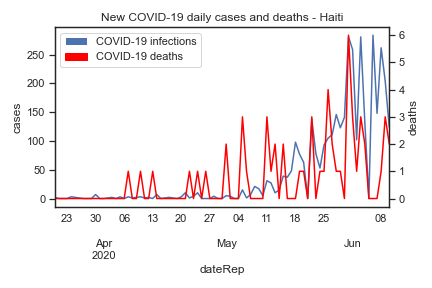 New COVID-19 daily cases and deaths - Haiti
COVID-19 infections
COVID-19 deaths
cases
250
200
150
100
50
0
deaths
6
5
4
3
2
1
0
23 30 06 13 20 27 04 11 18 25 08
Apr May Jun
2020
dateRep